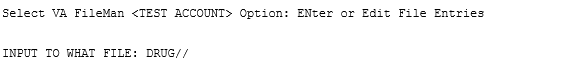 Select VA FileMan <TEST ACCOUNT> Option: ENter or Edit File Entries
INPUT TO WHAT FILE: DRUG//